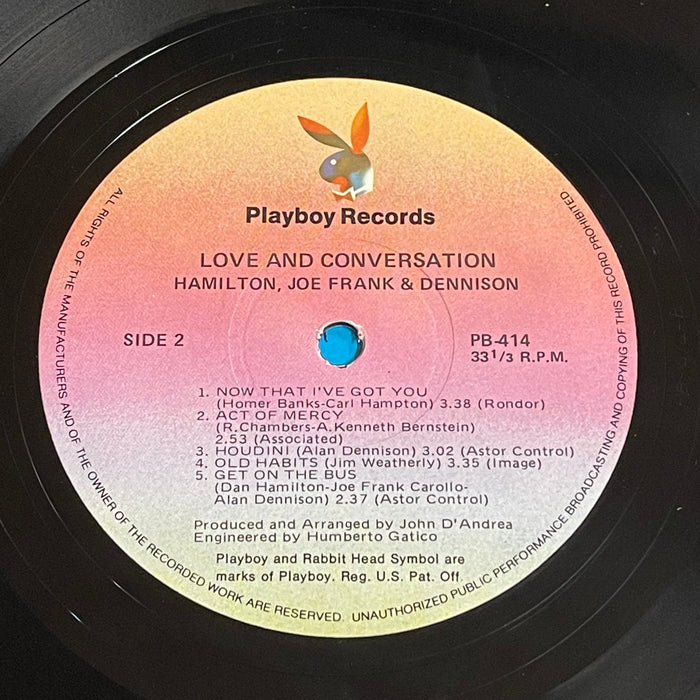 Playboy Records
LOVE AND CONVERSATION
HAMILTON, JOE FRANK & DENNISON
SIDE 2
PB-414
33 1/3 R.P.M.
1. NOW THAT I'VE GOT YOU
(Homer Banks-Carl Hampton) 3.38 (Rondor)
2. ACT OF MERCY
(R.Chambers-A.Kenneth Bernstein)
2.53 (Associated)
3. HOUDINI (Alan Dennison) 3.02 (Astor Control)
4. OLD HABITS (Jim Weatherly) 3.35 (Image)
5. GET ON THE BUS
(Dan Hamilton-Joe Frank Carollo-
Alan Dennison) 2.37 (Astor Control)
Produced and Arranged by John D'Andrea
Engineered by Humberto Gatico
Playboy and Rabbit Head Symbol are
marks of Playboy. Reg. U.S. Pat. Off.
ALL RIGHTS OF THE MANUFACTURERS AND OF THE OWNER OF THE RECORDED WORK ARE RESERVED. UNAUTHORIZED PUBLIC PERFORMANCE BROADCASTING AND COPYING OF THIS RECORD PROHIBITED